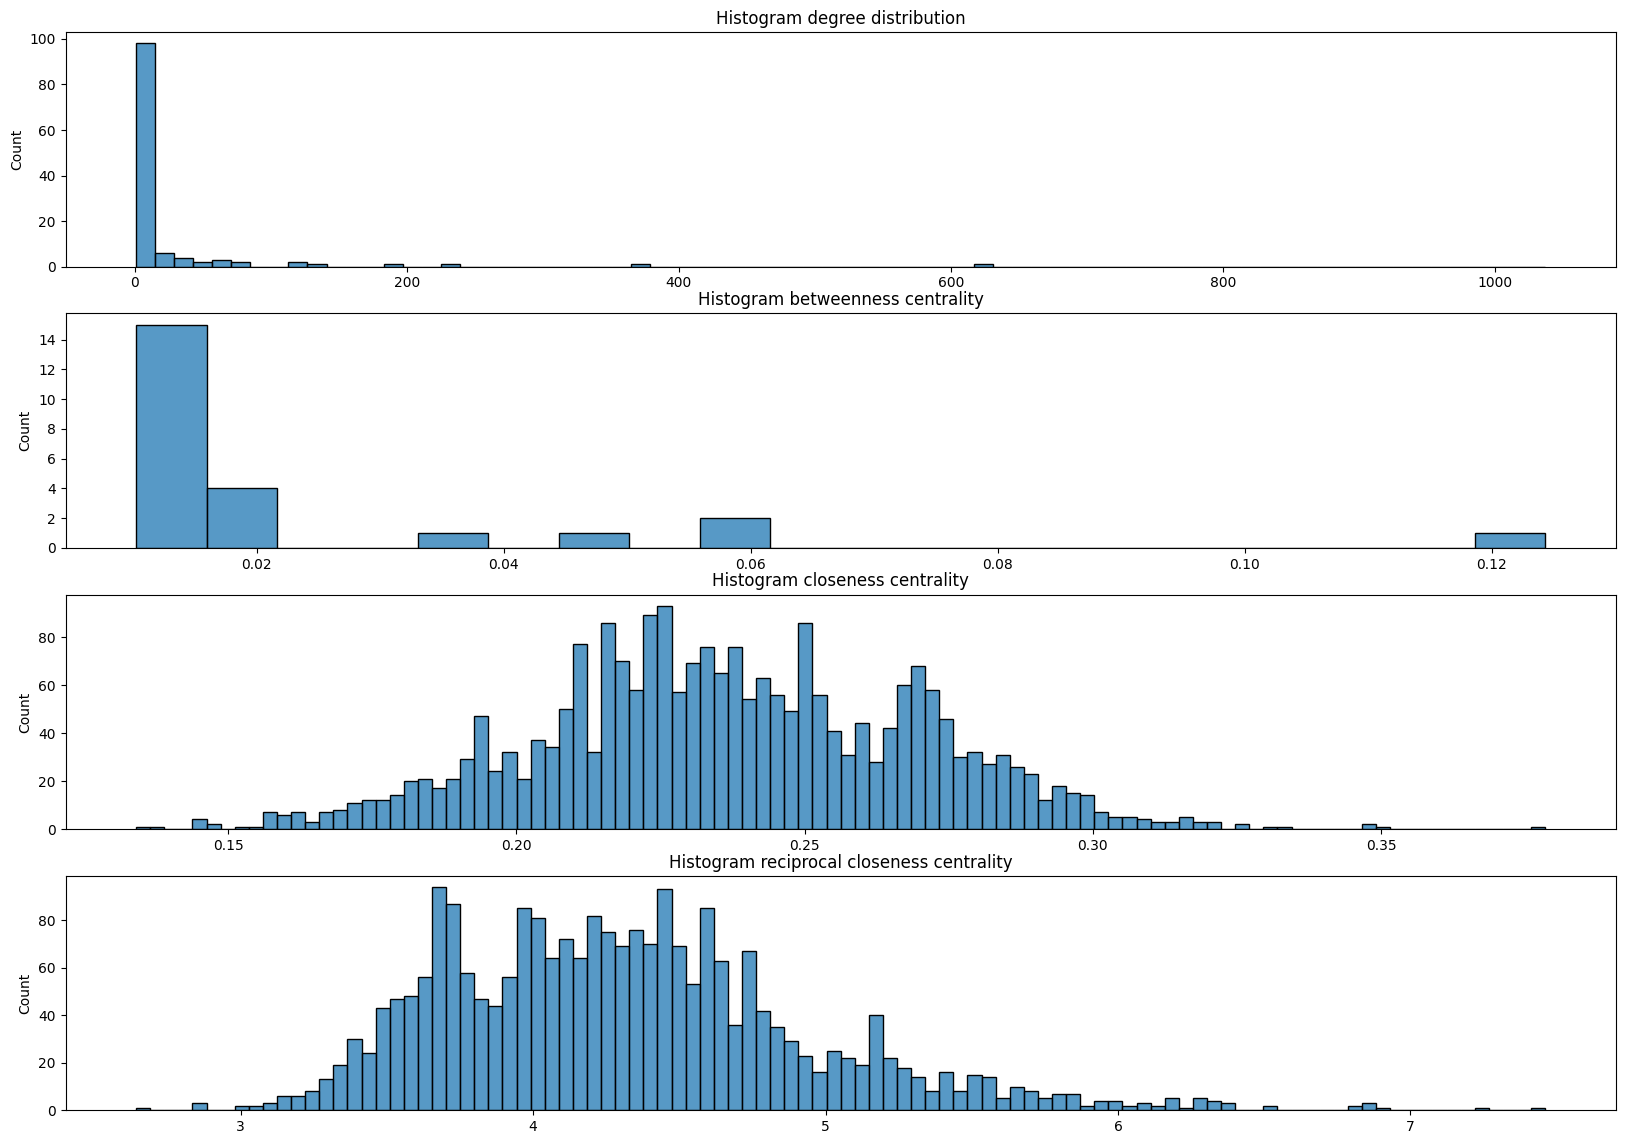 Histogram degree distribution
100
80
60
40
20
0
Count
0 200 400 600 800 1000
Histogram betweenness centrality
14
12
10
8
6
4
2
0
Count
0.02 0.04 0.06 0.08 0.10 0.12
Histogram closeness centrality
80
60
40
20
0
Count
0.15 0.20 0.25 0.30 0.35
Histogram reciprocal closeness centrality
80
60
40
20
0
Count
3 4 5 6 7